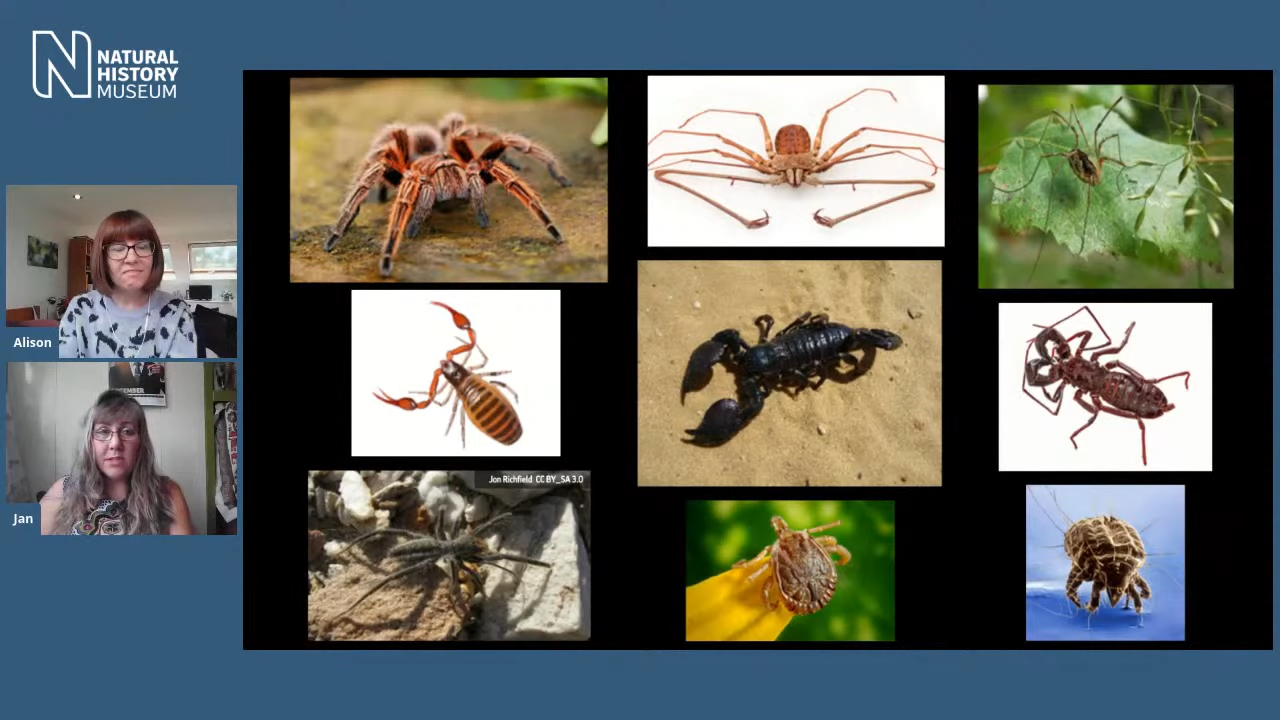 NATURAL
HISTORY
MUSEUM
Alison
Jan
Jon Richfield CC BY_SA 3.0